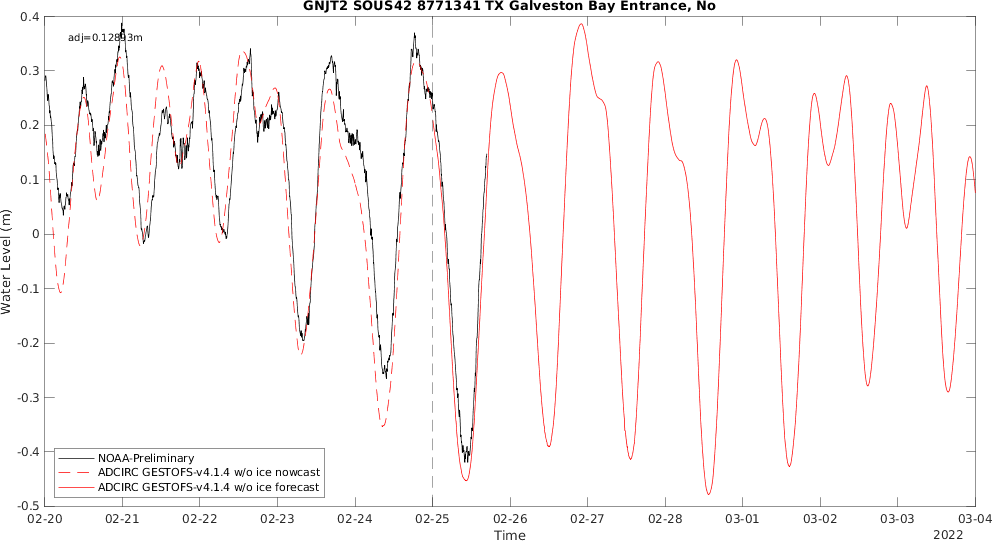 GNJT2 SOUS42 8771341 TX Galveston Bay Entrance, No
adj=0.12893m
0.4
0.3
0.2
0.1
0
-0.1
-0.2
-0.3
-0.4
-0.5
Water Level (m)
NOAA-Preliminary
ADCIRC GESTOFS-v4.1.4 w/o ice nowcast
ADCIRC GESTOFS-v4.1.4 w/o ice forecast
02-20 02-21 02-22 02-23 02-24 02-25 02-26 02-27 02-28 03-01 03-02 03-03 03-04
Time
2022